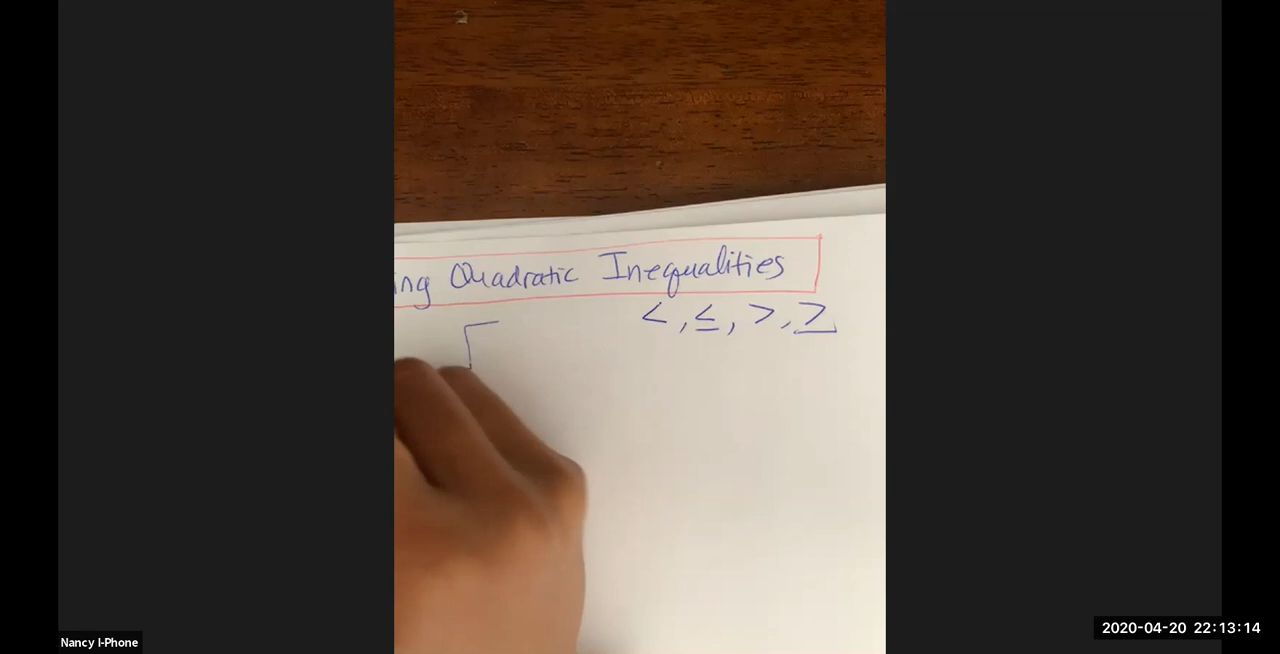 ing Quadratic Inequalities
<, ≤, >, ≥
Nancy I-Phone
2020-04-20 22:13:14